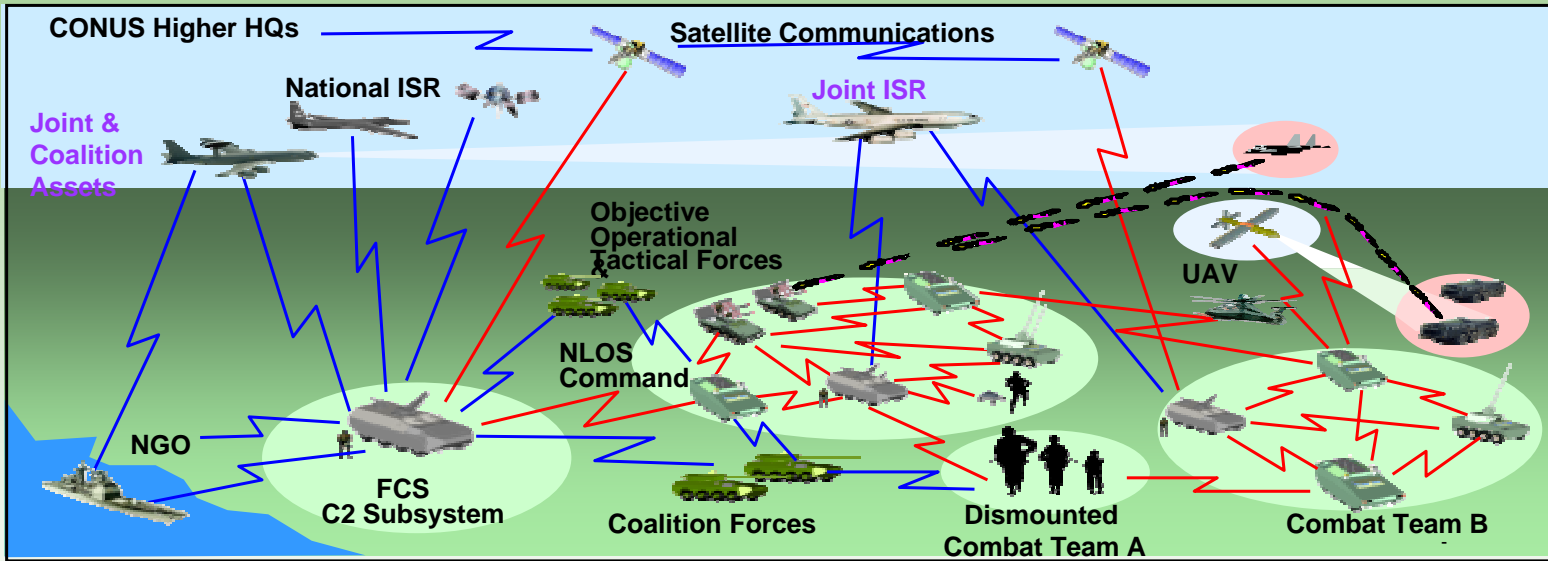 CONUS Higher HQs
Satellite Communications
National ISR
Joint ISR
Joint &
Coalition
Assets
Objective
Operational
&
Tactical Forces
UAV
NLOS
Command
NGO
FCS
C2 Subsystem
Coalition Forces
Dismounted
Combat Team A
Combat Team B
-